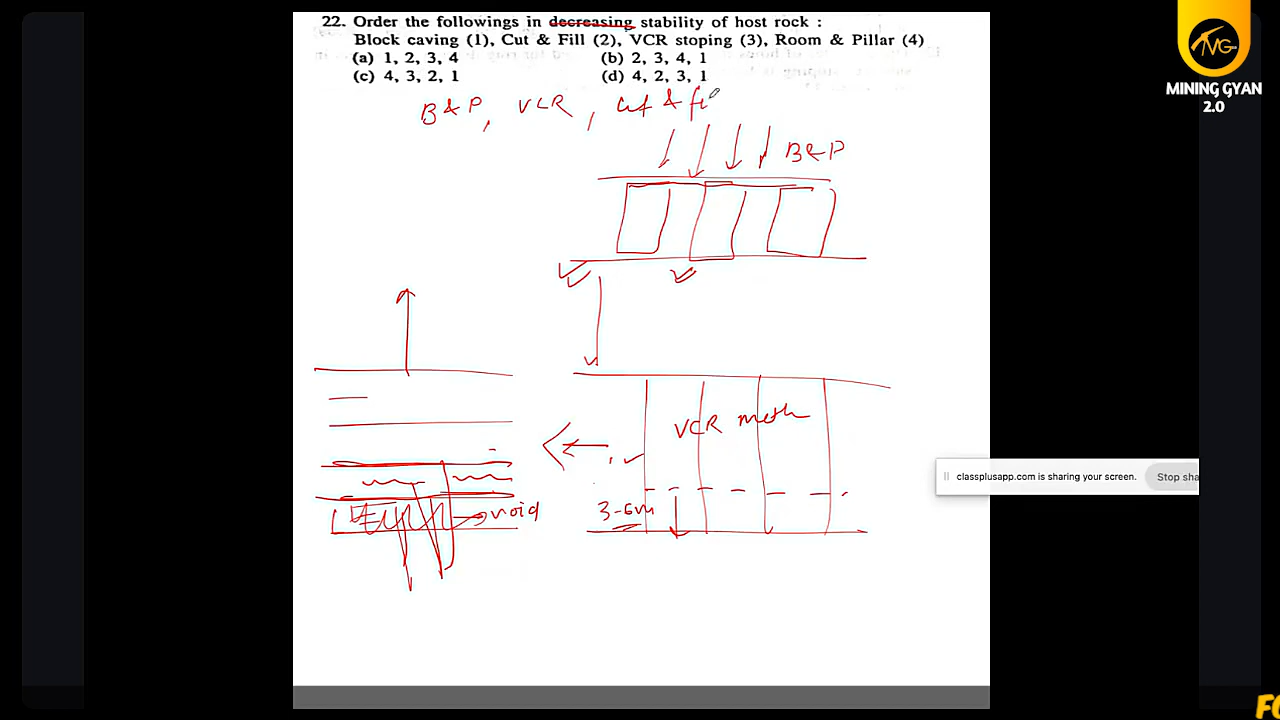 22. Order the followings in decreasing stability of host rock :
Block caving (1), Cut & Fill (2), VCR stoping (3), Room & Pillar (4)
(a) 1, 2, 3, 4 (b) 2, 3, 4, 1
(c) 4, 3, 2, 1 (d) 4, 2, 3, 1
B & P, VCR, cut & fi
B & P
VCR meth
3-6m
void
TVG
MINING GYAN
2.0
classplusapp.com is sharing your screen.
Stop sha
FO